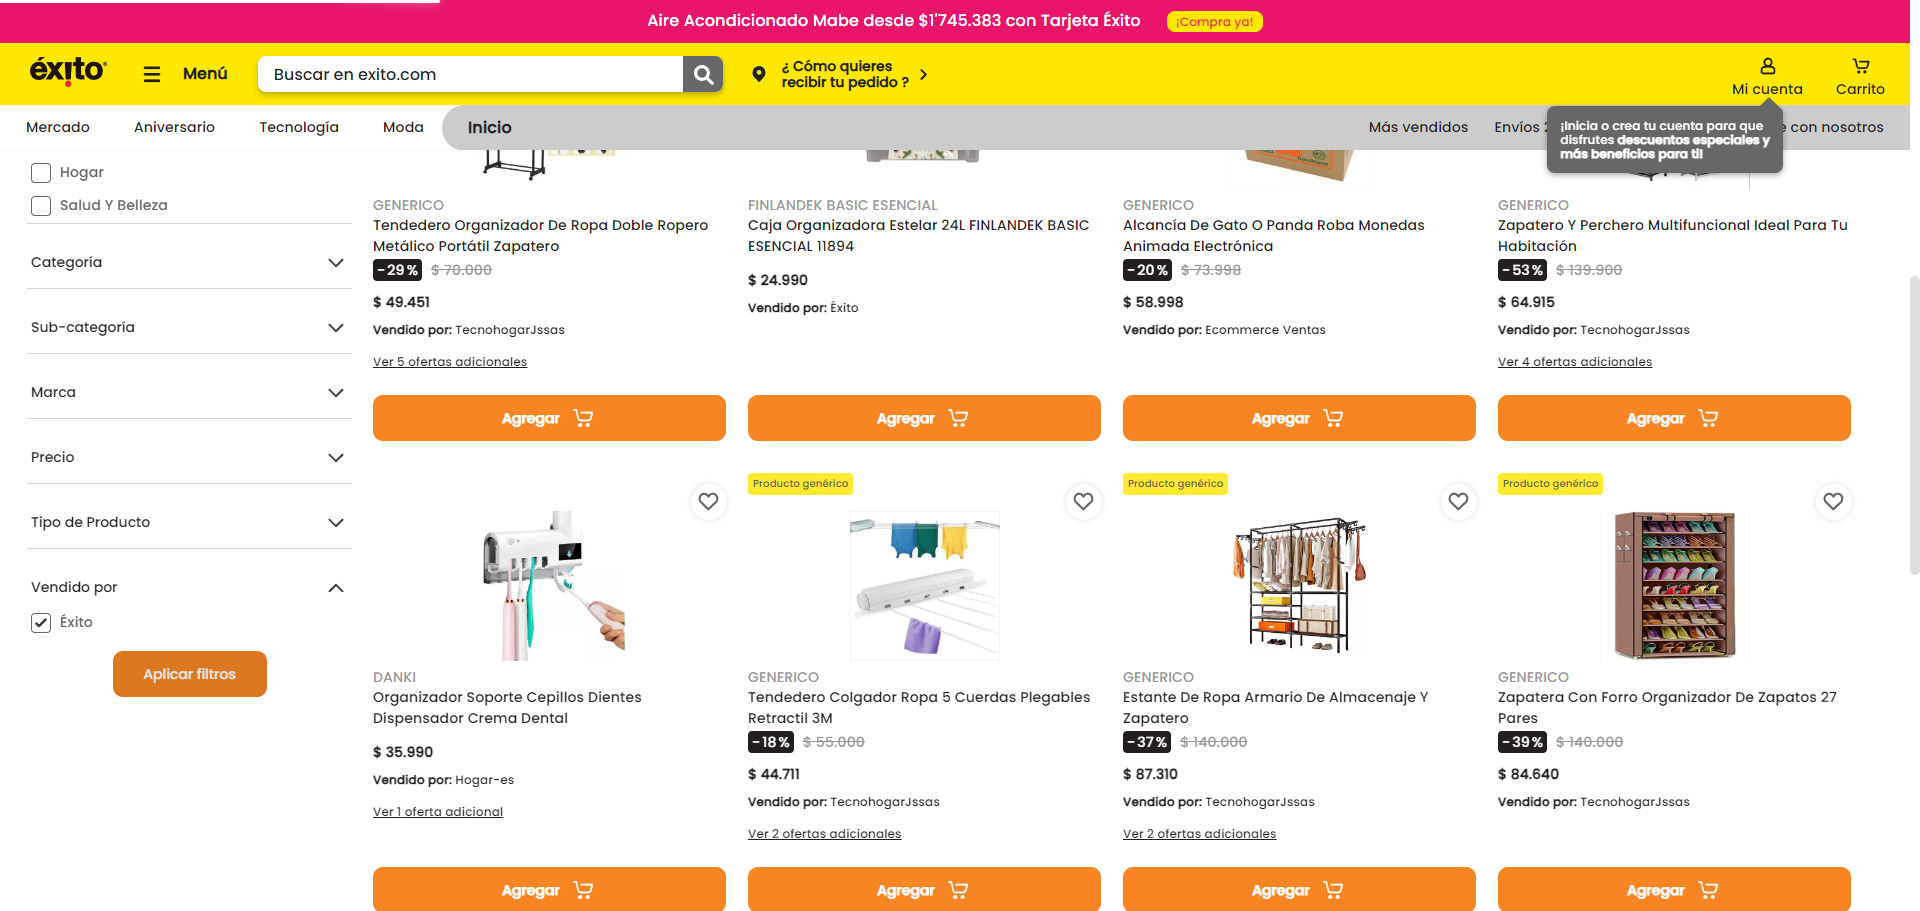 Aire Acondicionado Mabe desde $1'745.383 con Tarjeta Éxito
¡Compra ya!
éxito
Menú
Buscar en exito.com
¿ Cómo quieres
recibir tu pedido ?
Mi cuenta
Carrito
Mercado
Aniversario
Tecnología
Moda
Inicio
Más vendidos
Envíos
con nosotros
¡Inicia o crea tu cuenta para que
disfrutes descuentos especiales y
más beneficios para ti!
Hogar
Salud Y Belleza
Categoría
Sub-categoría
Marca
Precio
Tipo de Producto
Vendido por
Éxito
Aplicar filtros
GENERICO
Tendedero Organizador De Ropa Doble Ropero
Metálico Portátil Zapatero
-29% $ 70.000
$ 49.451
Vendido por: TecnohogarJssas
Ver 5 ofertas adicionales
Agregar
FINLANDEK BASIC ESENCIAL
Caja Organizadora Estelar 24L FINLANDEK BASIC
ESENCIAL 11894
$ 24.990
Vendido por: Éxito
Agregar
GENERICO
Alcancía De Gato O Panda Roba Monedas
Animada Electrónica
-20% $ 73.998
$ 58.998
Vendido por: Ecommerce Ventas
Agregar
GENERICO
Zapatero Y Perchero Multifuncional Ideal Para Tu
Habitación
-53% $ 139.900
$ 64.915
Vendido por: TecnohogarJssas
Ver 4 ofertas adicionales
Agregar
DANKI
Organizador Soporte Cepillos Dientes
Dispensador Crema Dental
$ 35.990
Vendido por: Hogar-es
Ver 1 oferta adicional
Agregar
Producto genérico
GENERICO
Tendedero Colgador Ropa 5 Cuerdas Plegables
Retractil 3M
-18% $ 55.000
$ 44.711
Vendido por: TecnohogarJssas
Ver 2 ofertas adicionales
Agregar
Producto genérico
GENERICO
Estante De Ropa Armario De Almacenaje Y
Zapatero
-37% $ 140.000
$ 87.310
Vendido por: TecnohogarJssas
Ver 2 ofertas adicionales
Agregar
Producto genérico
GENERICO
Zapatera Con Forro Organizador De Zapatos 27
Pares
-39% $ 140.000
$ 84.640
Vendido por: TecnohogarJssas
Agregar